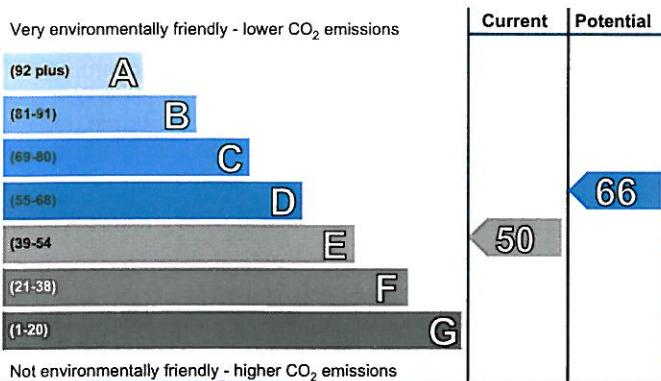 Current Potential
Very environmentally friendly - lower CO₂ emissions
(92 plus) A
(81-91) B
(69-80) C
(55-68) D 66
(39-54 E 50
(21-38) F
(1-20) G
Not environmentally friendly - higher CO₂ emissions